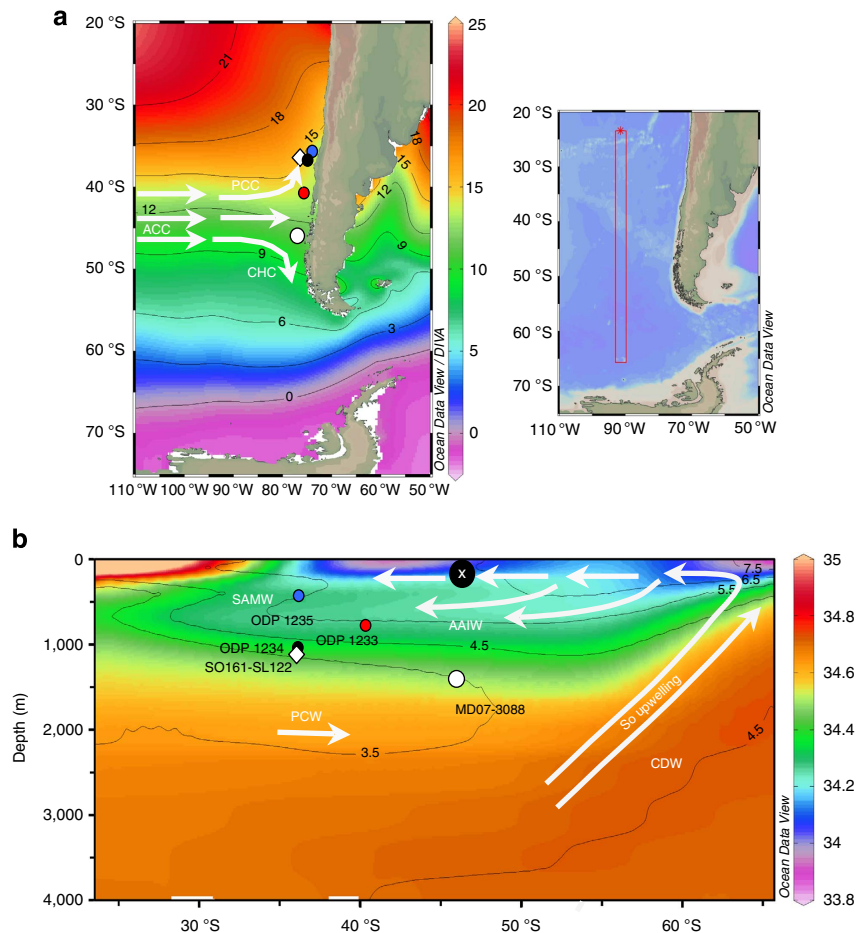 a
20 °S
30 °S
40 °S
50 °S
60 °S
70 °S
110 °W 100 °W 90 °W 80 °W 70 °W 60 °W 50 °W
21
18
15
18
15
12
PCC
12
ACC
9
CHC
9
6
3
0
Ocean Data View / DIVA
25
20
15
10
5
0
20 °S
30 °S
40 °S
50 °S
60 °S
70 °S
110 °W 90 °W 70 °W 50 °W
Ocean Data View
b
Depth (m)
0
1,000
2,000
3,000
4,000
30 °S 40 °S 50 °S 60 °S
x
7.5
6.5
5.5
SAMW
ODP 1235
AAIW
ODP 1233
4.5
ODP 1234
SO161-SL122
MD07-3088
PCW
3.5
So upwelling
CDW
4.5
Ocean Data View
35
34.8
34.6
34.4
34.2
34
33.8